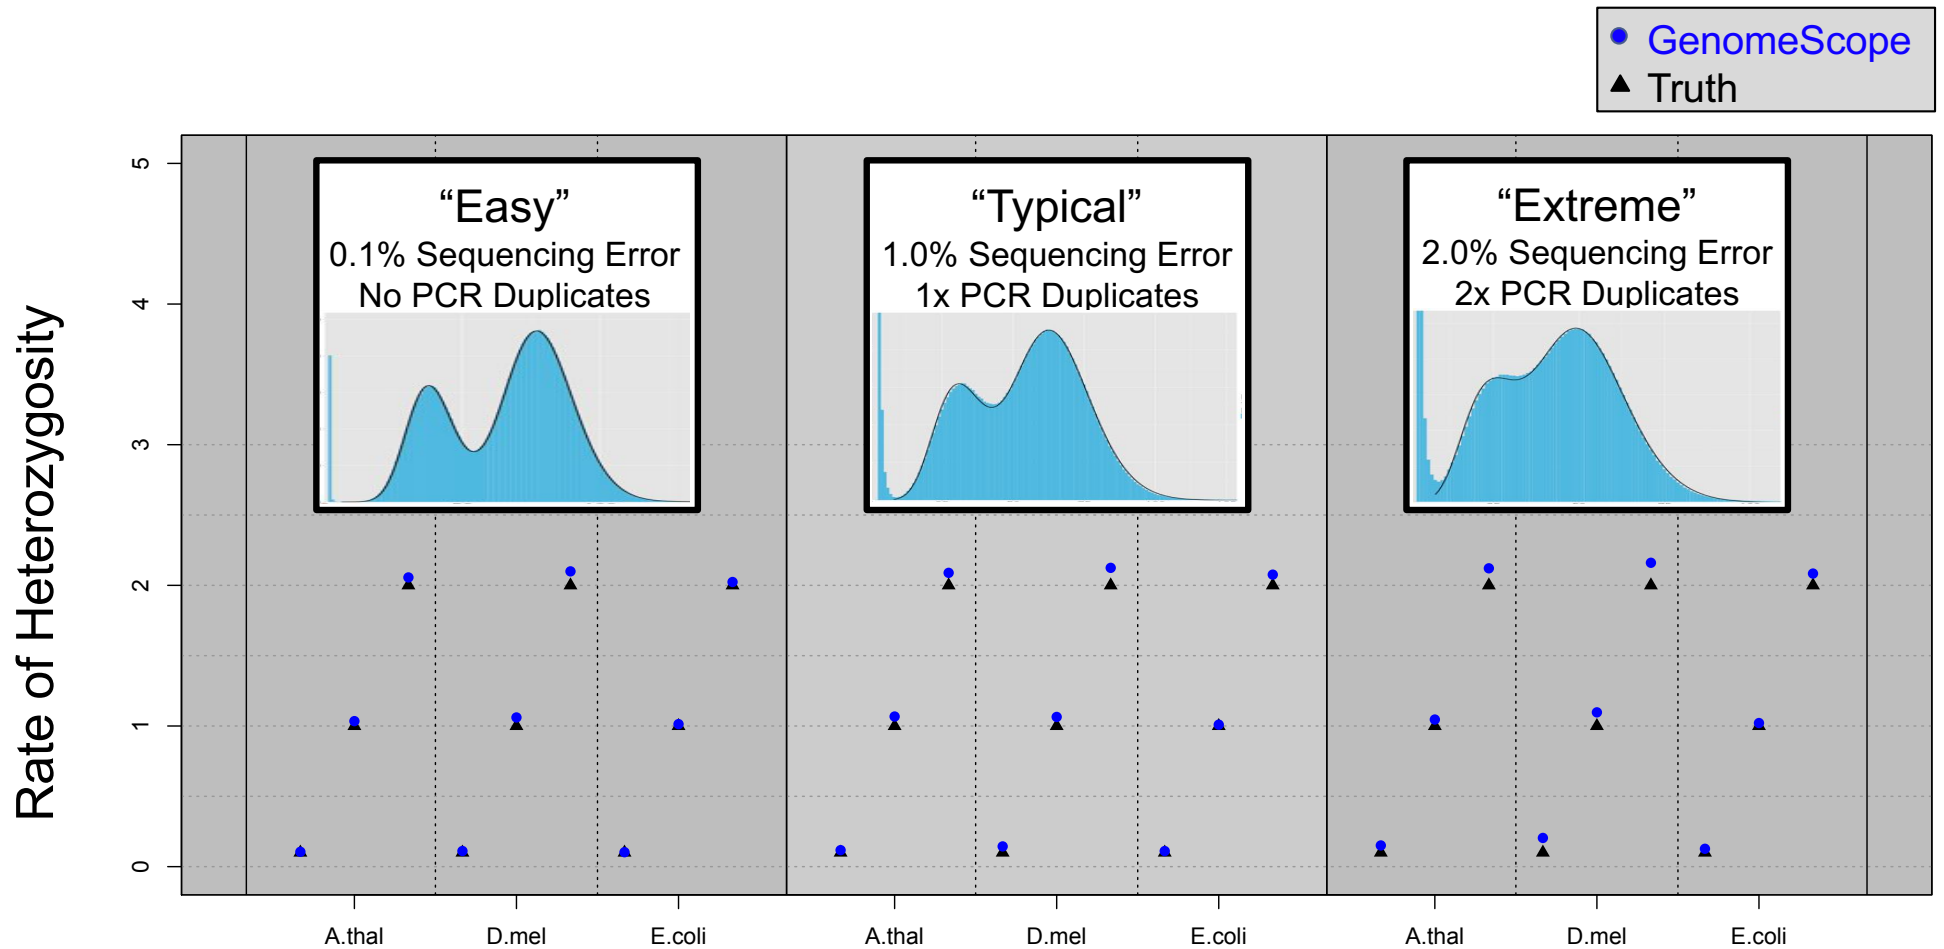 GenomeScope
Truth
Rate of Heterozygosity
5
4
3
2
1
0
“Easy”
0.1% Sequencing Error
No PCR Duplicates
“Typical”
1.0% Sequencing Error
1x PCR Duplicates
“Extreme”
2.0% Sequencing Error
2x PCR Duplicates
A.thal D.mel E.coli A.thal D.mel E.coli A.thal D.mel E.coli